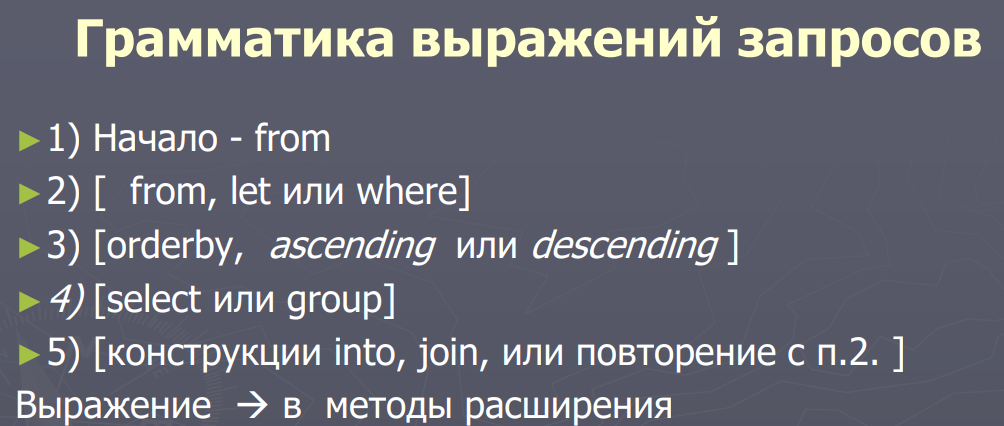 Грамматика выражений запросов
►1) Начало - from
►2) [ from, let или where]
►3) [orderby, ascending или descending ]
►4) [select или group]
►5) [конструкции into, join, или повторение с п.2. ]
Выражение → в методы расширения